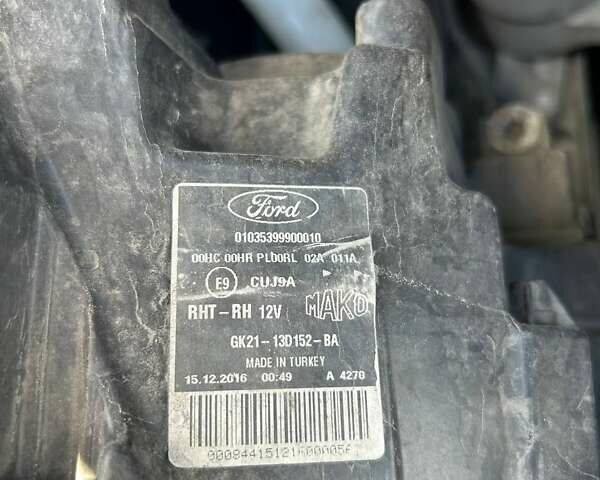 Ford
01035399900010
00HC 00HR PL00RL 02A 011A
E9 CUJ9A
RHT-RH 12V MAKO
GK21-13D152-BA
MADE IN TURKEY
15.12.2016 00:49 A 4270